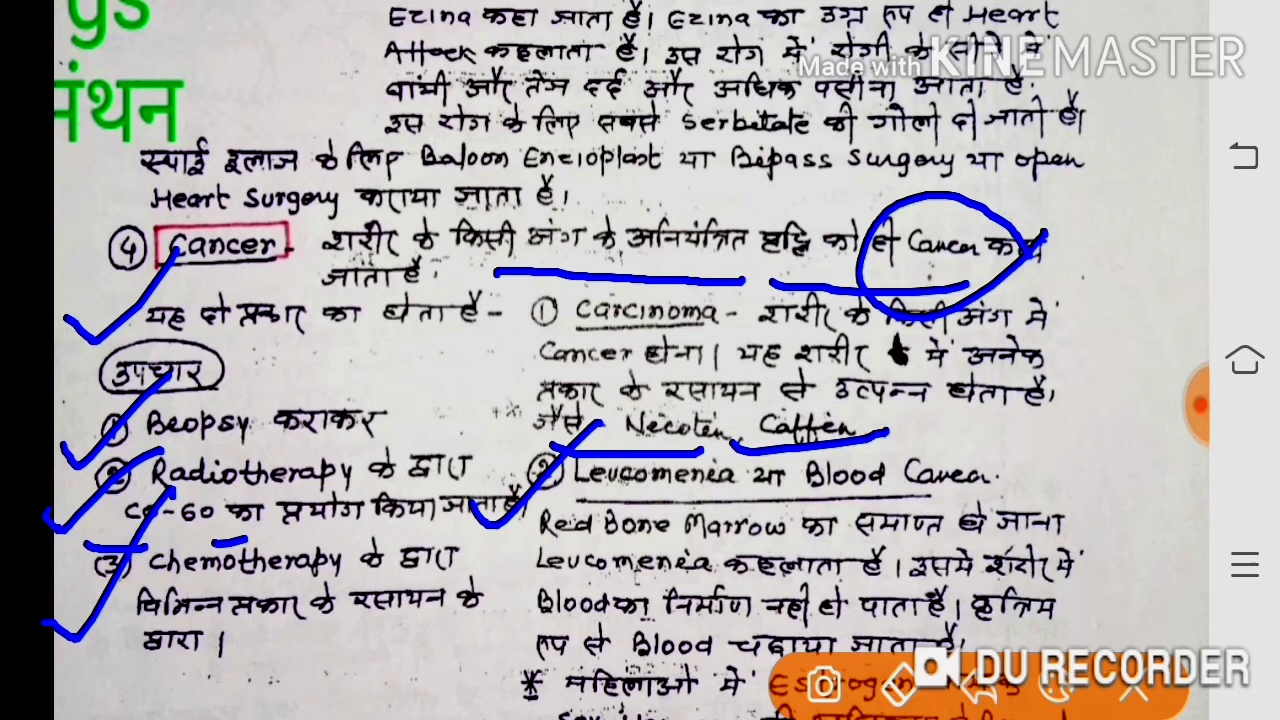 gs
मंथन
Made with KINEMASTER
Ezina कहा जाता है। Ezina का उग्र रूप ही Heart
Attack कहलाता है। इस रोग में रोगी के सीने में
बांयी और तेज दर्द और अधिक पसीना आता है.
इस रोग के लिए सबसे Serbitate की गोली दी जाती है।
स्थाई इलाज के लिए Baloon Encioplast या Bipass Surgery या open
Heart Surgery कराया जाता है।
④ Cancer - शरीर के किसी अंग के अनियंत्रित वृद्धि को ही Cancer कहा
जाता है.
यह दो प्रकार का होता है -
① Carcinoma - शरीर के किसी अंग में
Cancer होना। यह शरीर में अनेक
प्रकार के रसायन से उत्पन्न होता है।
जैसे Necotin, Caffien
② Leucomenia या Blood Cancer
Red Bone Marrow का समाप्त हो जाना
Leucomenia कहलाता है। इसमें शरीर में
Blood का निर्माण नहीं हो पाता है। कृत्रिम
रूप से Blood चढाया जाता है।
* महिलाओं में Estrogen
उपचार
① Beopsy कराकर
② Radiotherapy के द्वारा
CO-60 का प्रयोग किया जाता है।
(3) Chemotherapy के द्वारा
विभिन्न प्रकार के रसायन के
द्वारा।
DU RECORDER